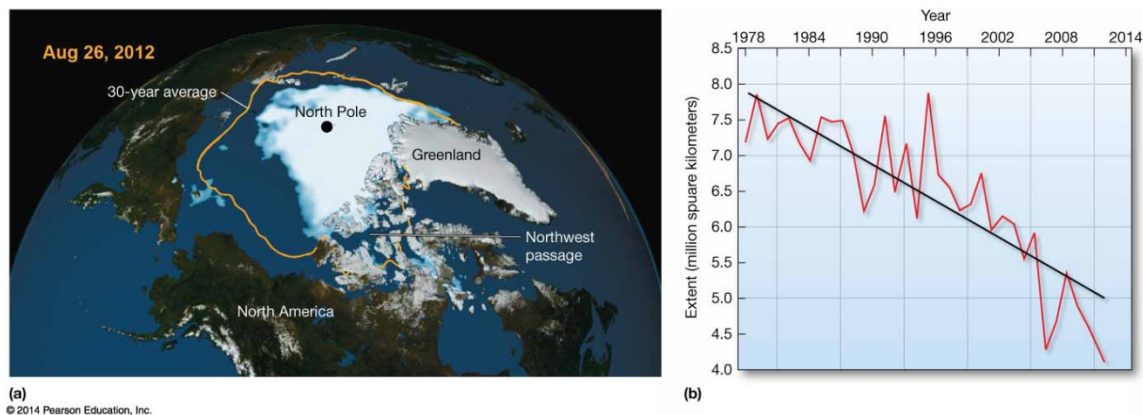 Aug 26, 2012
30-year average
North Pole
Greenland
Northwest
passage
North America
(a)
© 2014 Pearson Education, Inc.
Year
1978 1984 1990 1996 2002 2008 2014
Extent (million spuare kilometers)
8.5
8.0
7.5
7.0
6.5
6.0
5.5
5.0
4.5
4.0
(b)